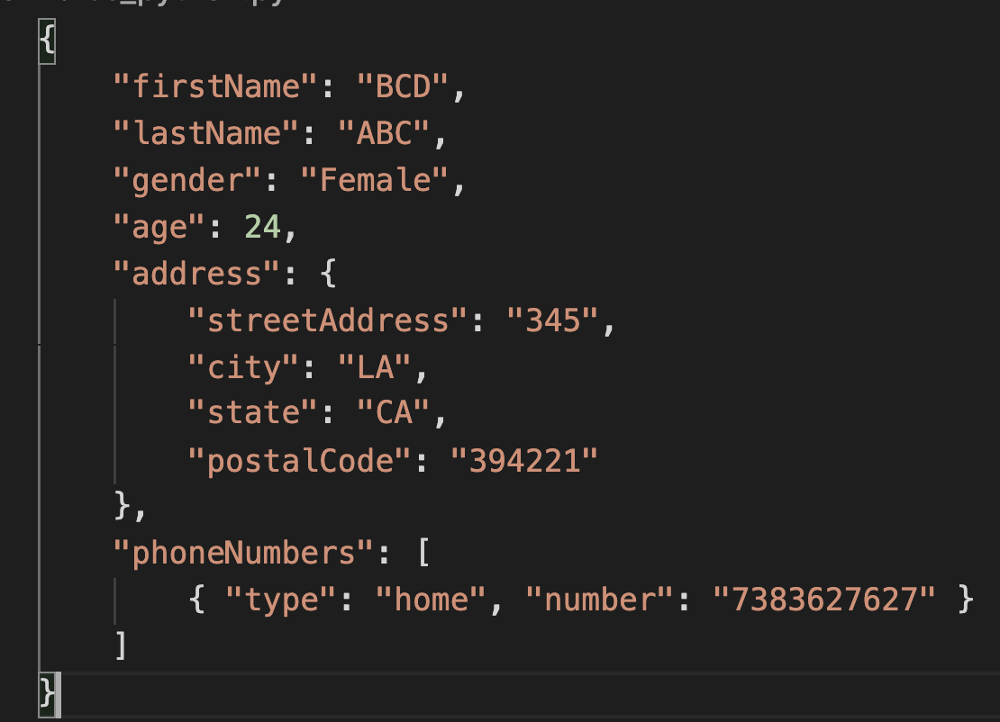 {
"firstName": "BCD",
"lastName": "ABC",
"gender": "Female",
"age": 24,
"address": {
"streetAddress": "345",
"city": "LA",
"state": "CA",
"postalCode": "394221"
},
"phoneNumbers": [
{ "type": "home", "number": "7383627627" }
]
}